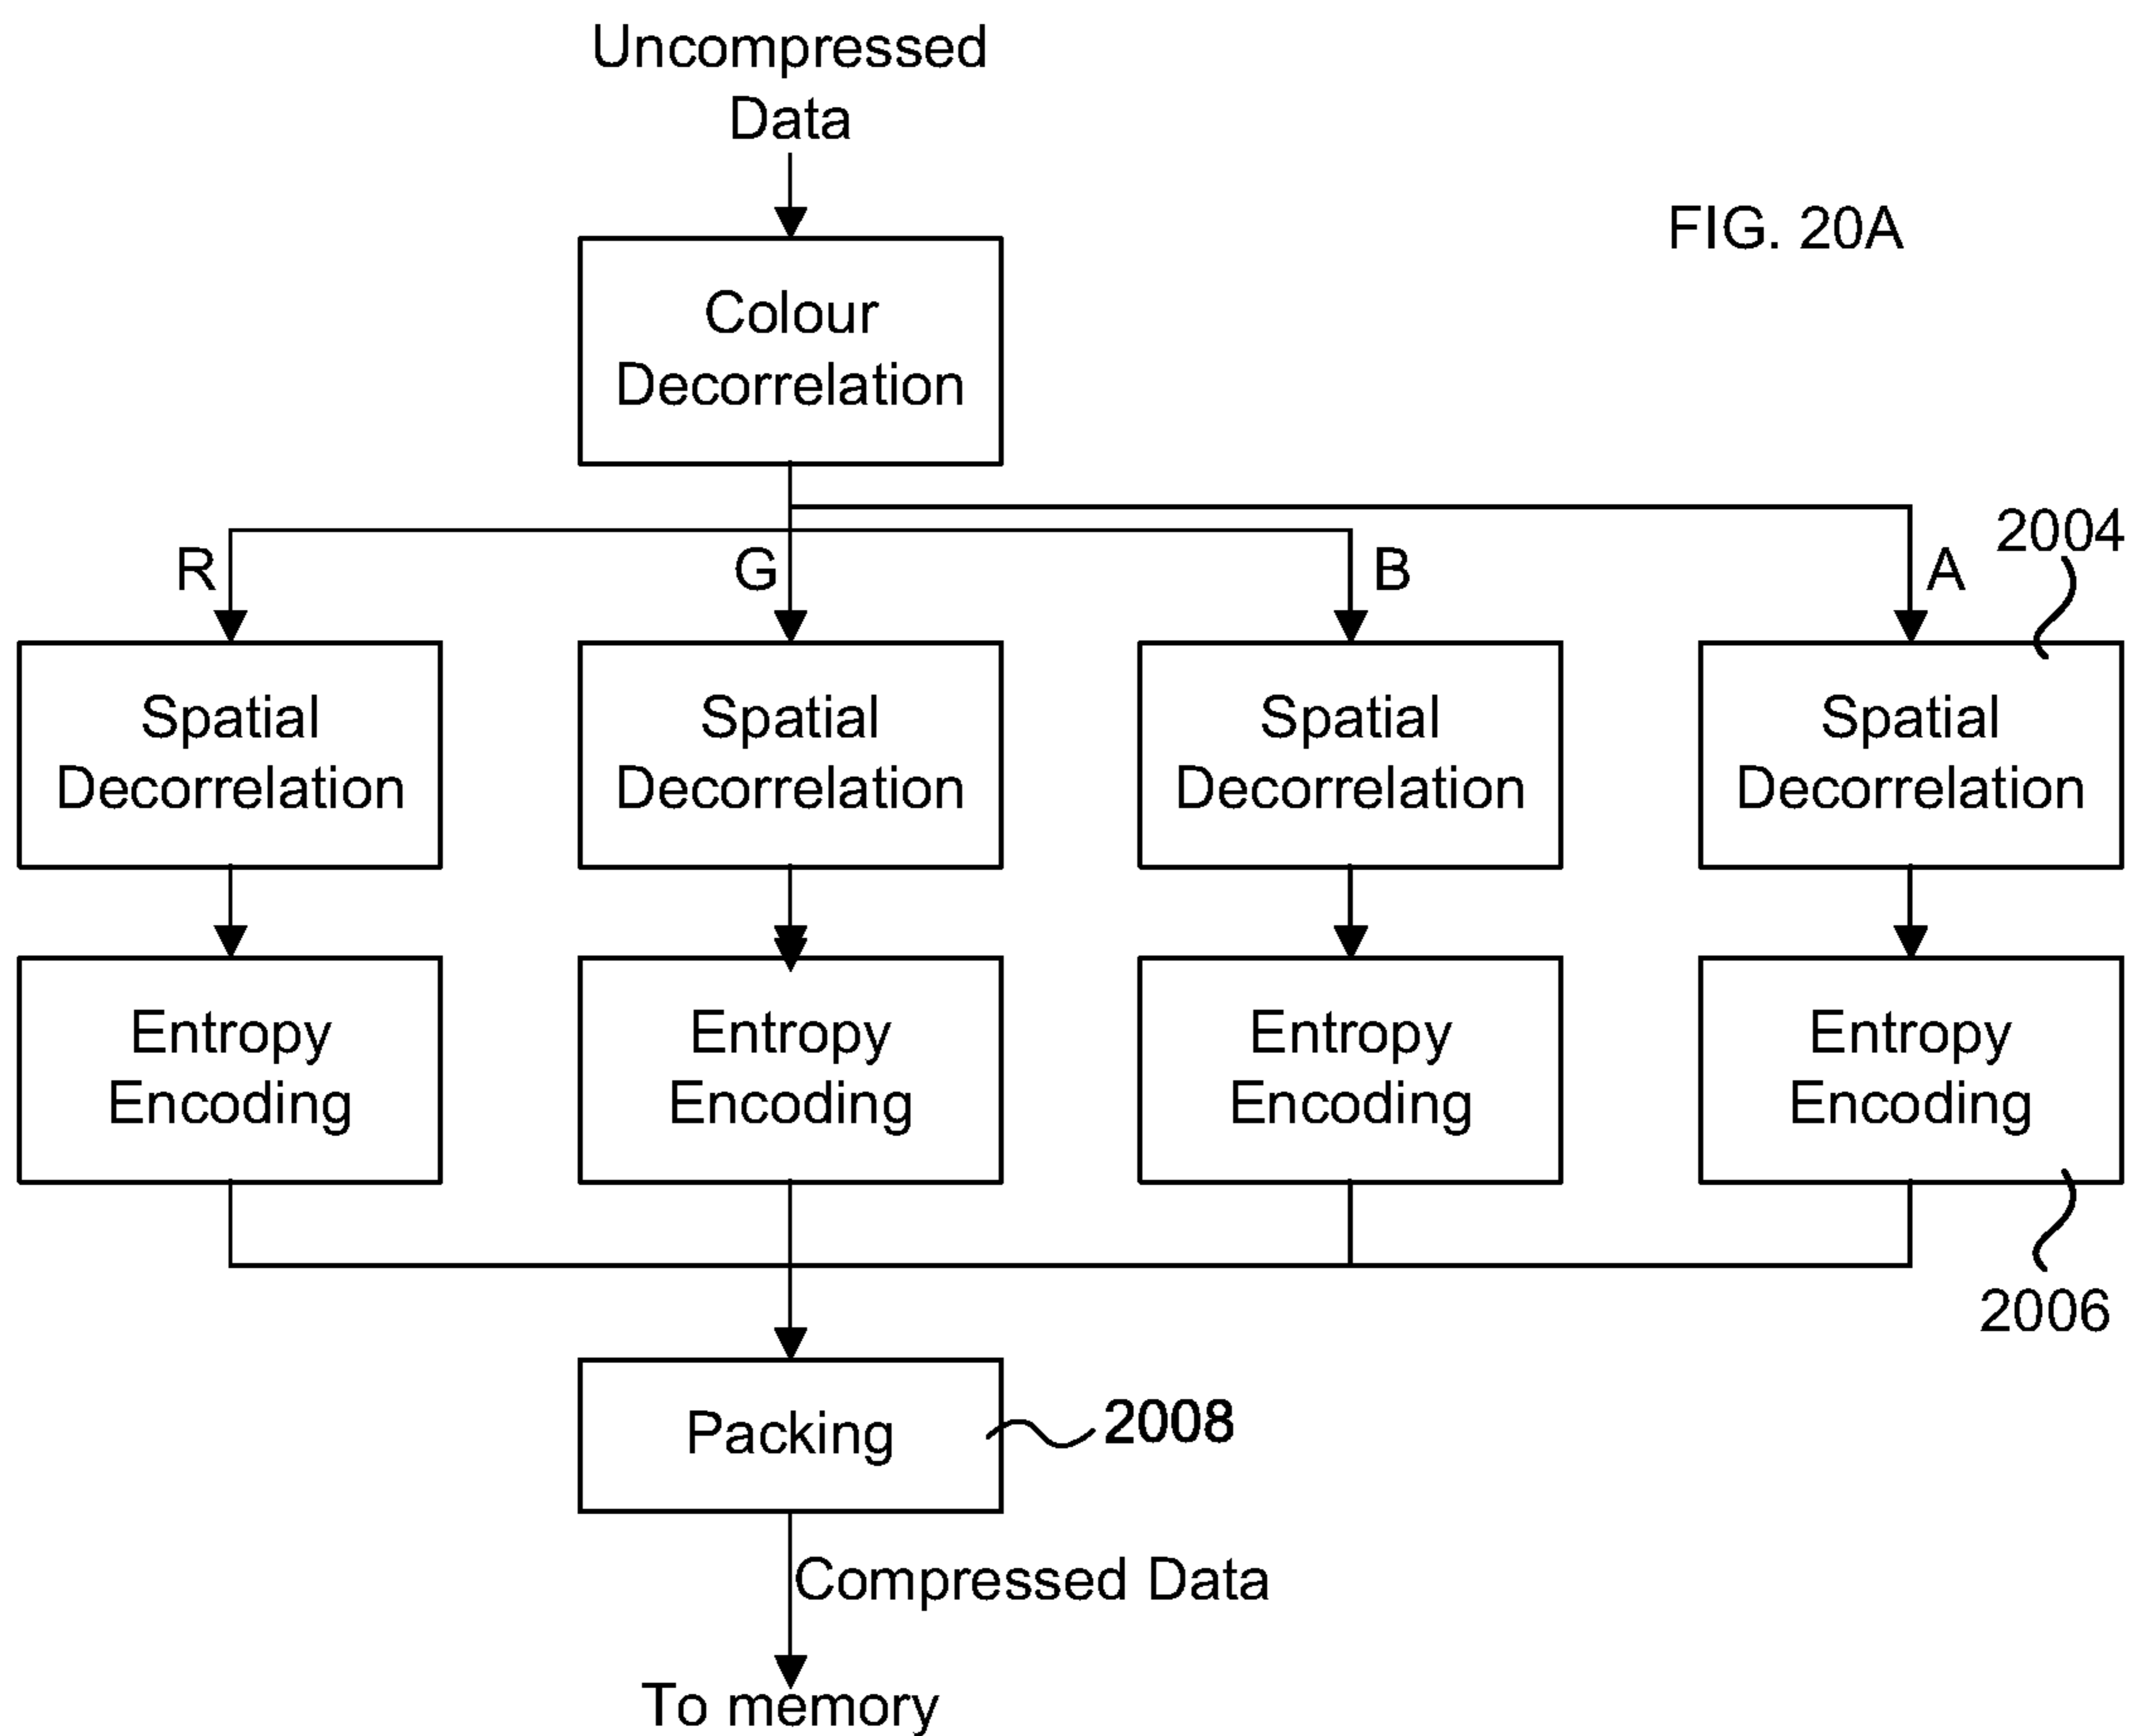 Uncompressed
Data
FIG. 20A
Colour
Decorrelation
2004
R
G
B
A
Spatial
Decorrelation
Spatial
Decorrelation
Spatial
Decorrelation
Spatial
Decorrelation
Entropy
Encoding
Entropy
Encoding
Entropy
Encoding
Entropy
Encoding
2006
Packing
2008
Compressed Data
To memory